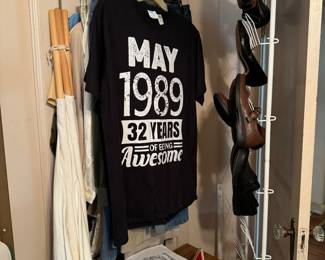 MAY
1989
32 YEARS
OF BEING
Awesome